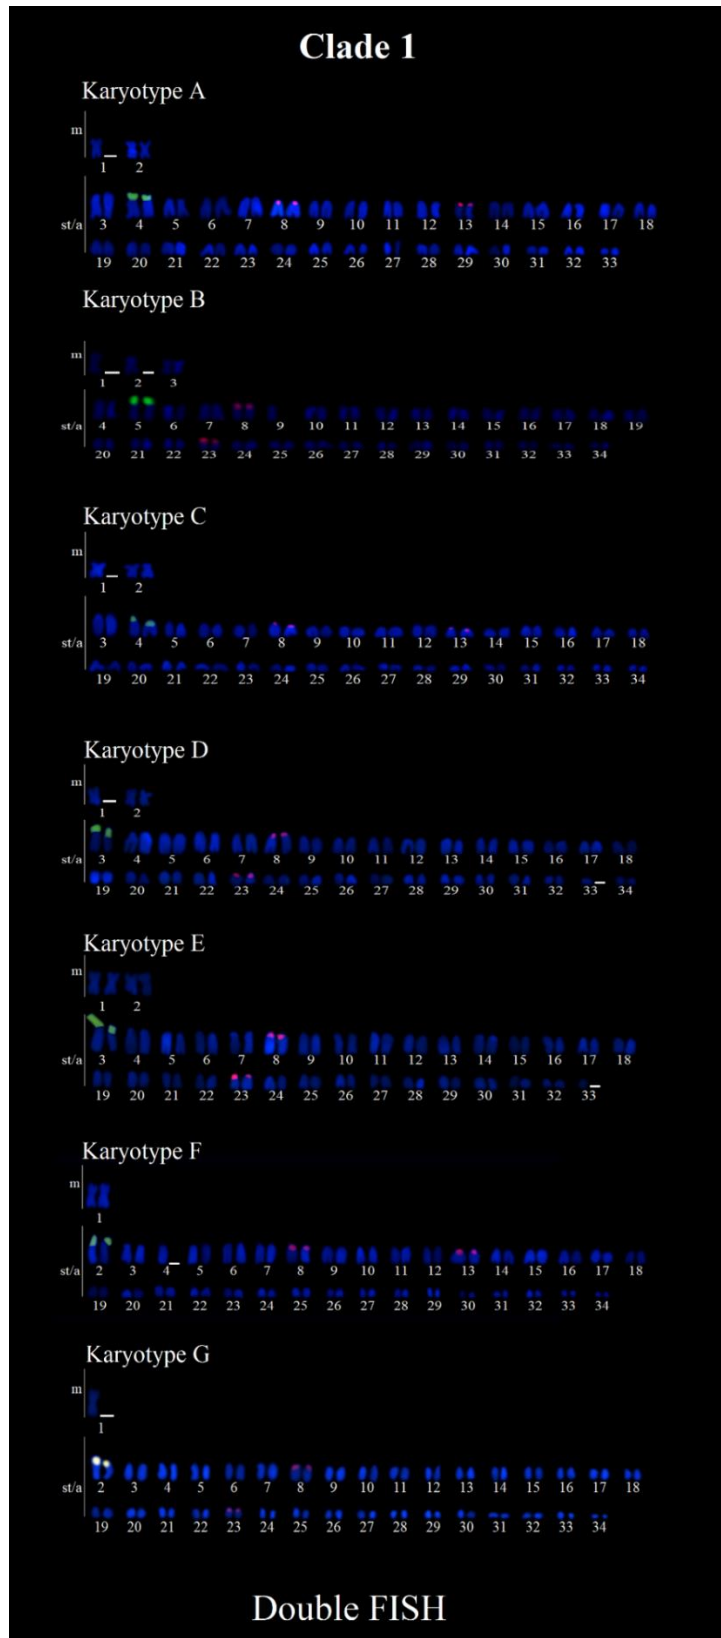 Clade 1
Karyotype A
m
1 2
3 4 5 6 7 8 9 10 11 12 13 14 15 16 17 18
st/a
19 20 21 22 23 24 25 26 27 28 29 30 31 32 33
Karyotype B
m
1 2 3
4 5 6 7 8 9 10 11 12 13 14 15 16 17 18 19
st/a
20 21 22 23 24 25 26 27 28 29 30 31 32 33 34
Karyotype C
m
1 2
3 4 5 6 7 8 9 10 11 12 13 14 15 16 17 18
st/a
19 20 21 22 23 24 25 26 27 28 29 30 31 32 33 34
Karyotype D
m
1 2
3 4 5 6 7 8 9 10 11 12 13 14 15 16 17 18
st/a
19 20 21 22 23 24 25 26 27 28 29 30 31 32 33 34
Karyotype E
m
1 2
3 4 5 6 7 8 9 10 11 12 13 14 15 16 17 18
st/a
19 20 21 22 23 24 25 26 27 28 29 30 31 32 33
Karyotype F
m
1
2 3 4 5 6 7 8 9 10 11 12 13 14 15 16 17 18
st/a
19 20 21 22 23 24 25 26 27 28 29 30 31 32 33 34
Karyotype G
m
1
2 3 4 5 6 7 8 9 10 11 12 13 14 15 16 17 18
st/a
19 20 21 22 23 24 25 26 27 28 29 30 31 32 33 34
Double FISH